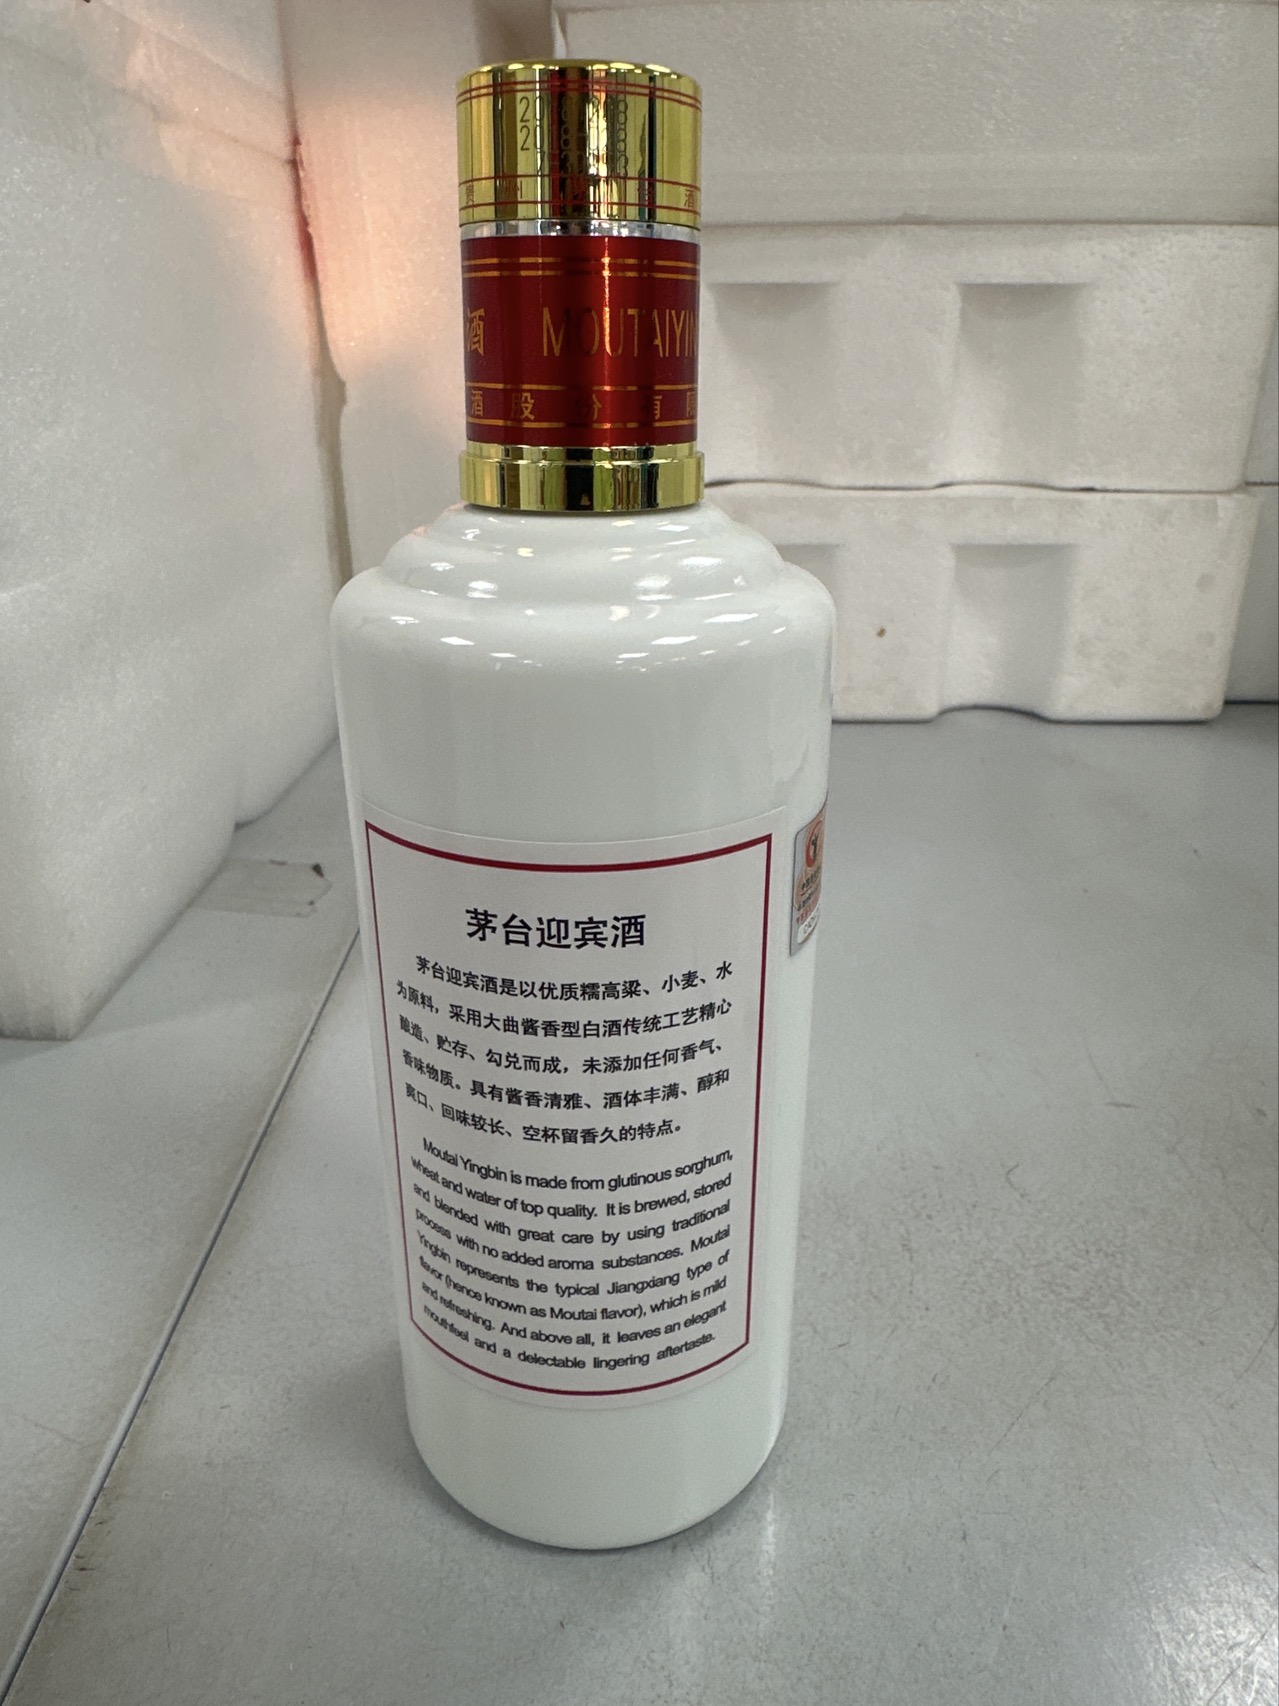 酒 MOUTAIYIN
酒股份有限
茅台迎宾酒
茅台迎宾酒是以优质糯高粱、小麦、水
为原料，采用大曲酱香型白酒传统工艺精心
酿造、贮存、勾兑而成，未添加任何香气、
香味物质。具有酱香清雅、酒体丰满、醇和
爽口、回味较长、空杯留香久的特点。
Moutai Yingbin is made from glutinous sorghum,
wheat and water of top quality. It is brewed, stored
and blended with great care by using traditional
process with no added aroma substances. Moutai
Yingbin represents the typical Jiangxiang type of
flavor (hence known as Moutai flavor), which is mild
and refreshing. And above all, it leaves an elegant
mouthfeel and a delectable lingering aftertaste.